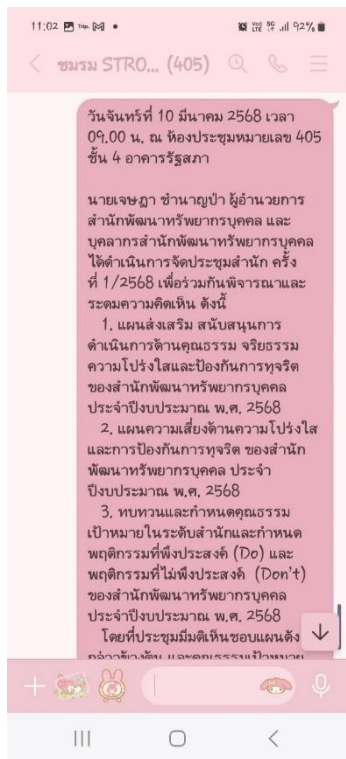 11:02
92%
ชมรม STRO... (405)
วันจันทร์ที่ 10 มีนาคม 2568 เวลา
09.00 น. ณ ห้องประชุมหมายเลข 405
ชั้น 4 อาคารรัฐสภา
นายเจษฎา ชำนาญป่า ผู้อำนวยการ
สำนักพัฒนาทรัพยากรบุคคล และ
บุคลากรสำนักพัฒนาทรัพยากรบุคคล
ได้ดำเนินการจัดประชุมสำนัก ครั้ง
ที่ 1/2568 เพื่อร่วมกันพิจารณาและ
ระดมความคิดเห็น ดังนี้
1. แผนส่งเสริม สนับสนุนการ
ดำเนินการด้านคุณธรรม จริยธรรม
ความโปร่งใสและป้องกันการทุจริต
ของสำนักพัฒนาทรัพยากรบุคคล
ประจำปีงบประมาณ พ.ศ. 2568
2. แผนความเสี่ยงด้านความโปร่งใส
และการป้องกันการทุจริต ของสำนัก
พัฒนาทรัพยากรบุคคล ประจำ
ปีงบประมาณ พ.ศ. 2568
3. ทบทวนและกำหนดคุณธรรม
เป้าหมายในระดับสำนักและกำหนด
พฤติกรรมที่พึงประสงค์ (Do) และ
พฤติกรรมที่ไม่พึงประสงค์ (Don't)
ของสำนักพัฒนาทรัพยากรบุคคล
ประจำปีงบประมาณ พ.ศ. 2568
โดยที่ประชุมมีมติเห็นชอบแผนดัง
กล่าวข้างต้น และคุณธรรมเป้าหมาย